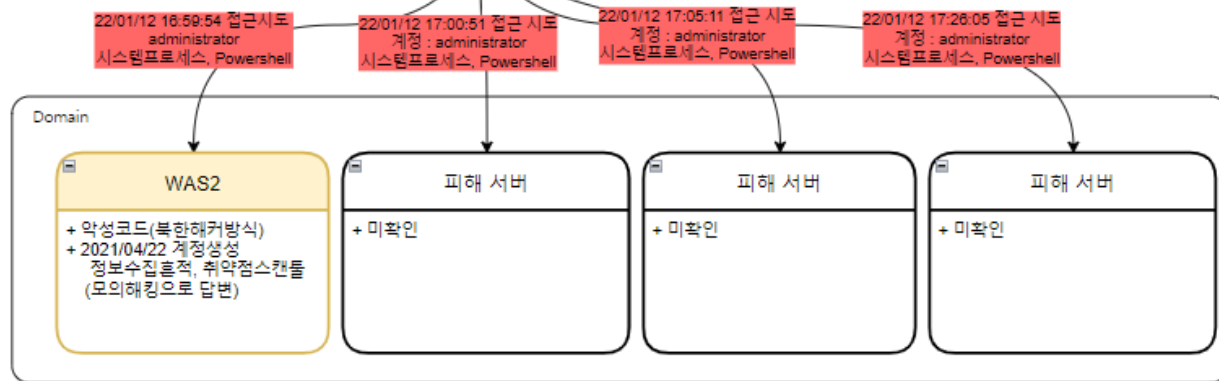 22/01/12 16:59:54 접근시도
administrator
시스템프로세스, Powershell
22/01/12 17:00:51 접근 시도
계정 : administrator
시스템프로세스, Powershell
22/01/12 17:05:11 접근 시도
계정 : administrator
시스템프로세스, Powershell
22/01/12 17:26:05 접근 시도
계정 : administrator
시스템프로세스, Powershell
Domain
WAS2
+ 악성코드(북한해커방식)
+ 2021/04/22 계정생성
정보수집흔적, 취약점스캔툴
(모의해킹으로 답변)
피해 서버
+ 미확인
피해 서버
+ 미확인
피해 서버
+ 미확인